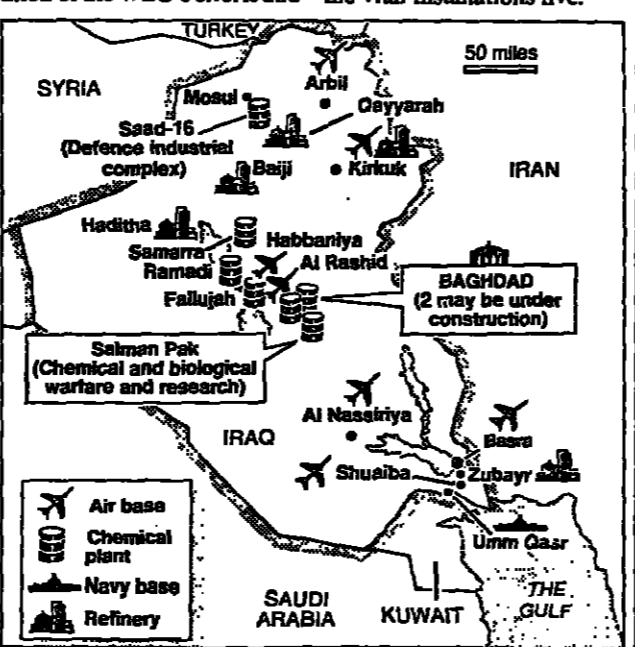 TURKEY
50 miles
SYRIA
Arbil
Mosul
Qayyarah
Saad-16
(Defence industrial
complex)
Kirkuk
IRAN
Baiji
Haditha
Samarra
Habbaniya
Ramadi
Al Rashid
Fallujah
BAGHDAD
(2 may be under
construction)
Salman Pak
(Chemical and biological
warfare and research)
Al Nassiriya
IRAQ
Basra
Shuaiba
Zubayr
Umm Qasr
Air base
Chemical
plant
Navy base
Refinery
SAUDI
ARABIA
KUWAIT
THE
GULF